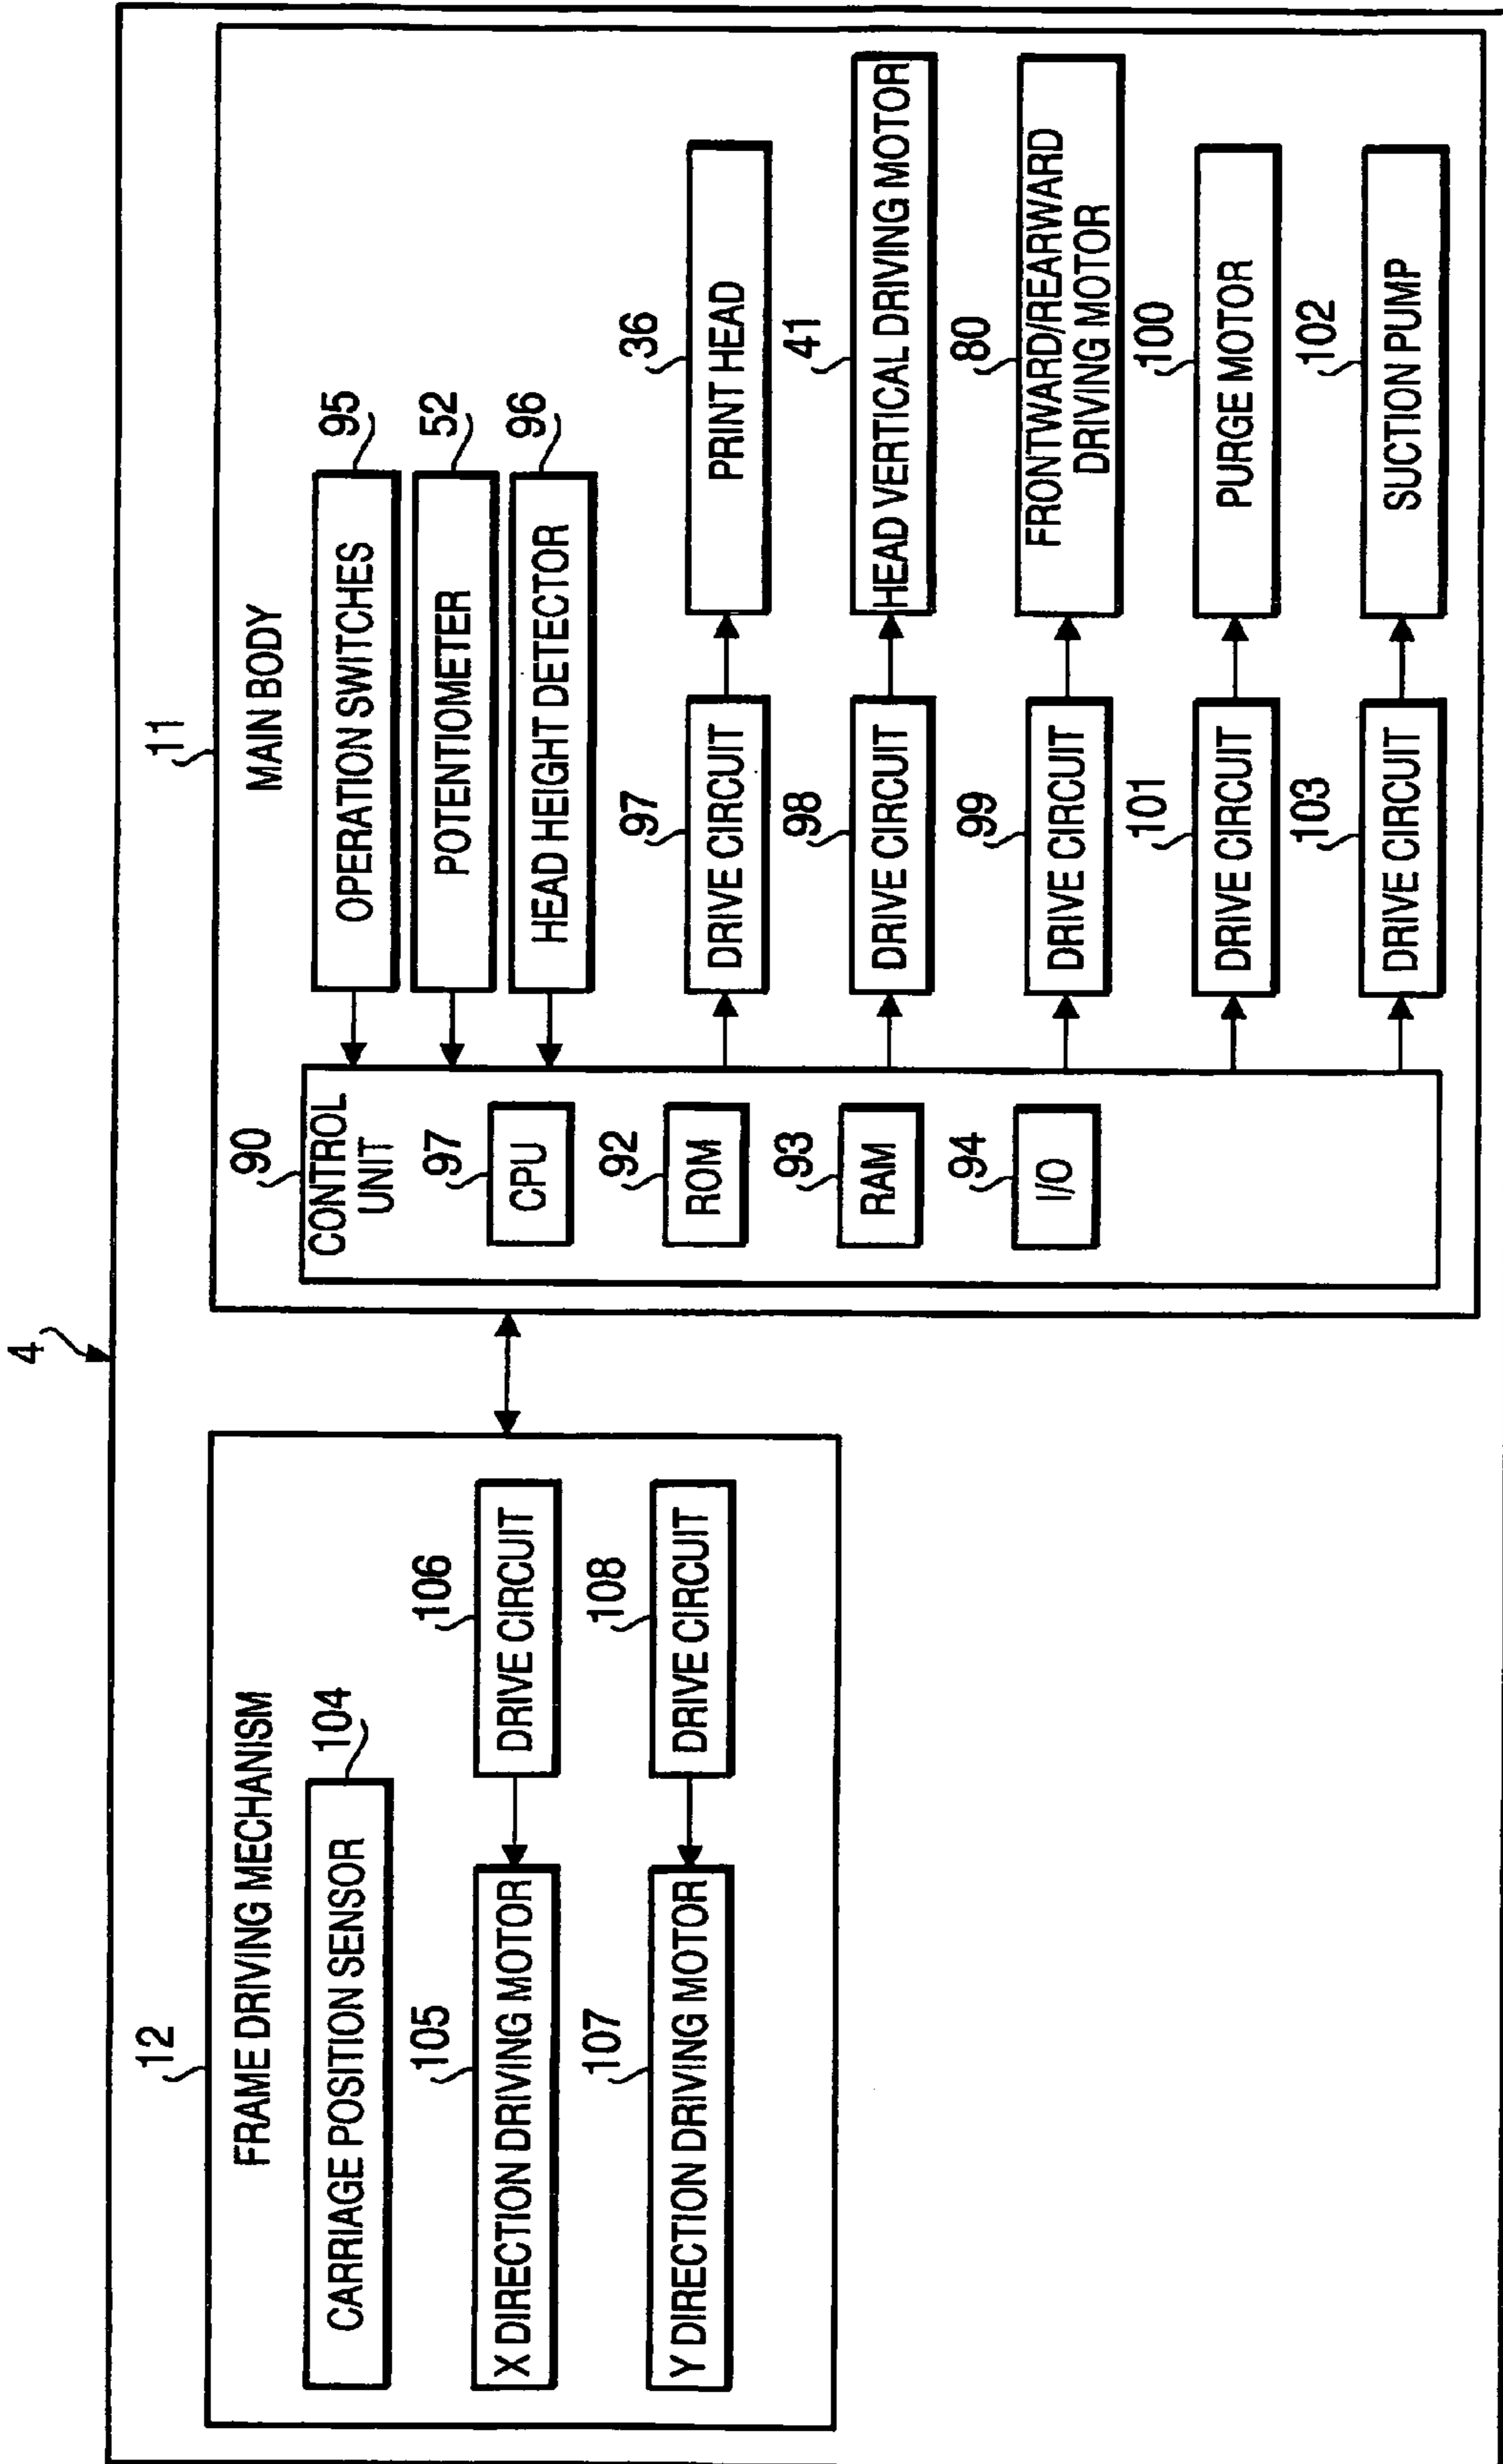 4
12
FRAME DRIVING MECHANISM
CARRIAGE POSITION SENSOR
104
105
X DIRECTION DRIVING MOTOR
106
DRIVE CIRCUIT
107
Y DIRECTION DRIVING MOTOR
108
DRIVE CIRCUIT
11
MAIN BODY
90
CONTROL
UNIT
97
CPU
92
ROM
93
RAM
94
I/O
OPERATION SWITCHES
95
POTENTIOMETER
52
HEAD HEIGHT DETECTOR
96
97
DRIVE CIRCUIT
36
PRINT HEAD
98
DRIVE CIRCUIT
41
HEAD VERTICAL DRIVING MOTOR
99
DRIVE CIRCUIT
80
FRONTWARD/REARWARD
DRIVING MOTOR
101
DRIVE CIRCUIT
100
PURGE MOTOR
103
DRIVE CIRCUIT
102
SUCTION PUMP